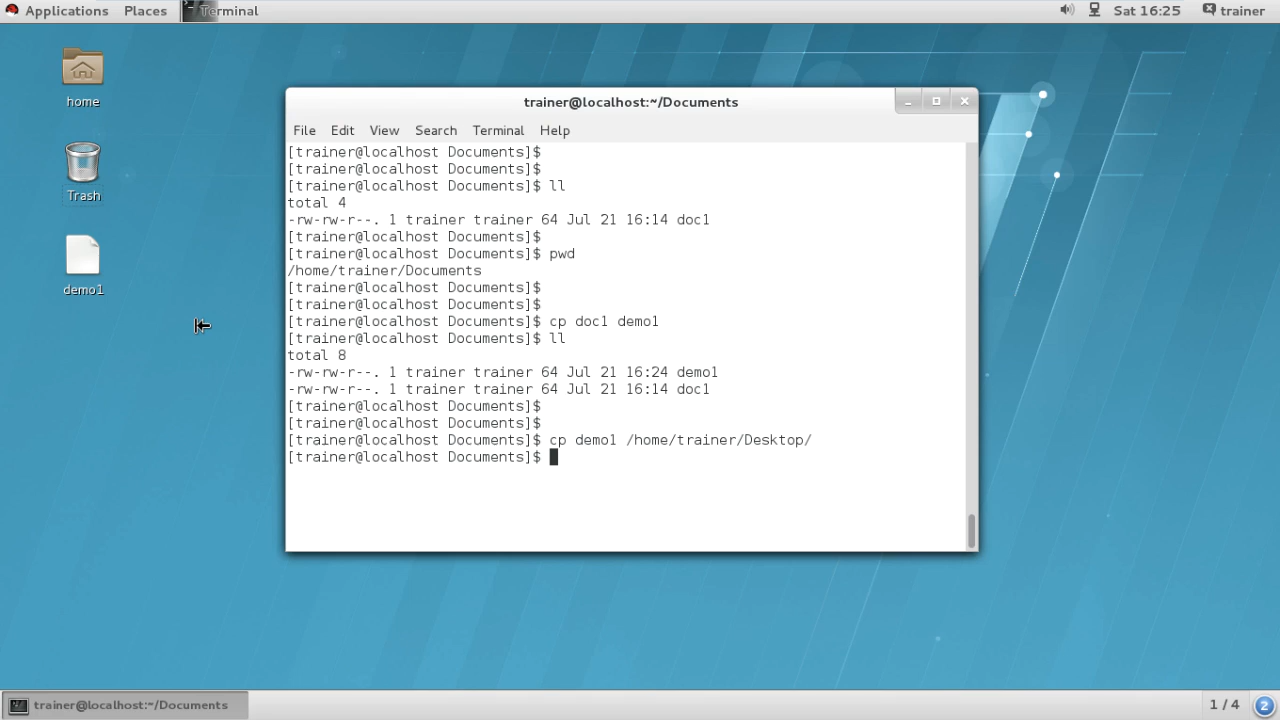 Applications Places Terminal Sat 16:25 trainer
home
Trash
demo1
trainer@localhost:~/Documents
File Edit View Search Terminal Help
[trainer@localhost Documents]$
[trainer@localhost Documents]$
[trainer@localhost Documents]$ ll
total 4
-rw-rw-r--. 1 trainer trainer 64 Jul 21 16:14 doc1
[trainer@localhost Documents]$
[trainer@localhost Documents]$ pwd
/home/trainer/Documents
[trainer@localhost Documents]$
[trainer@localhost Documents]$
[trainer@localhost Documents]$ cp doc1 demo1
[trainer@localhost Documents]$ ll
total 8
-rw-rw-r--. 1 trainer trainer 64 Jul 21 16:24 demo1
-rw-rw-r--. 1 trainer trainer 64 Jul 21 16:14 doc1
[trainer@localhost Documents]$
[trainer@localhost Documents]$
[trainer@localhost Documents]$ cp demo1 /home/trainer/Desktop/
[trainer@localhost Documents]$
trainer@localhost:~/Documents 1 / 4 2